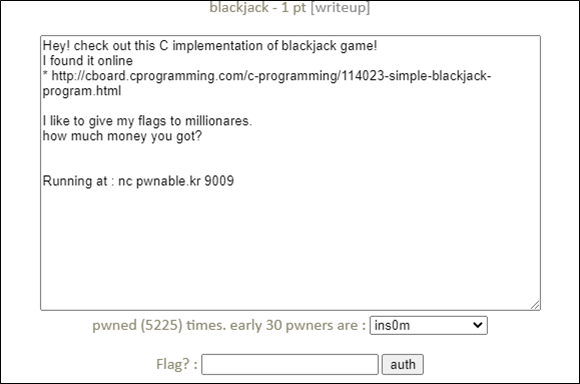 blackjack - 1 pt [writeup]
Hey! check out this C implementation of blackjack game!
I found it online
* http://cboard.cprogramming.com/c-programming/114023-simple-blackjack-
program.html
I like to give my flags to millionares.
how much money you got?
Running at : nc pwnable.kr 9009
pwned (5225) times. early 30 pwners are : ins0m
Flag? : auth